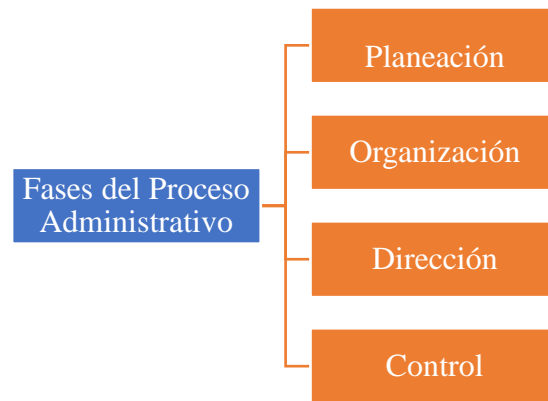 Fases del Proceso
Administrativo
Planeación
Organización
Dirección
Control